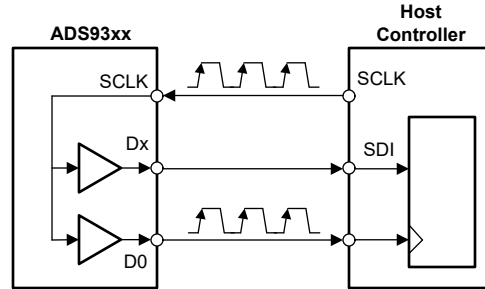 Host
Controller
ADS93xx
SCLK
SCLK
Dx
SDI
D0